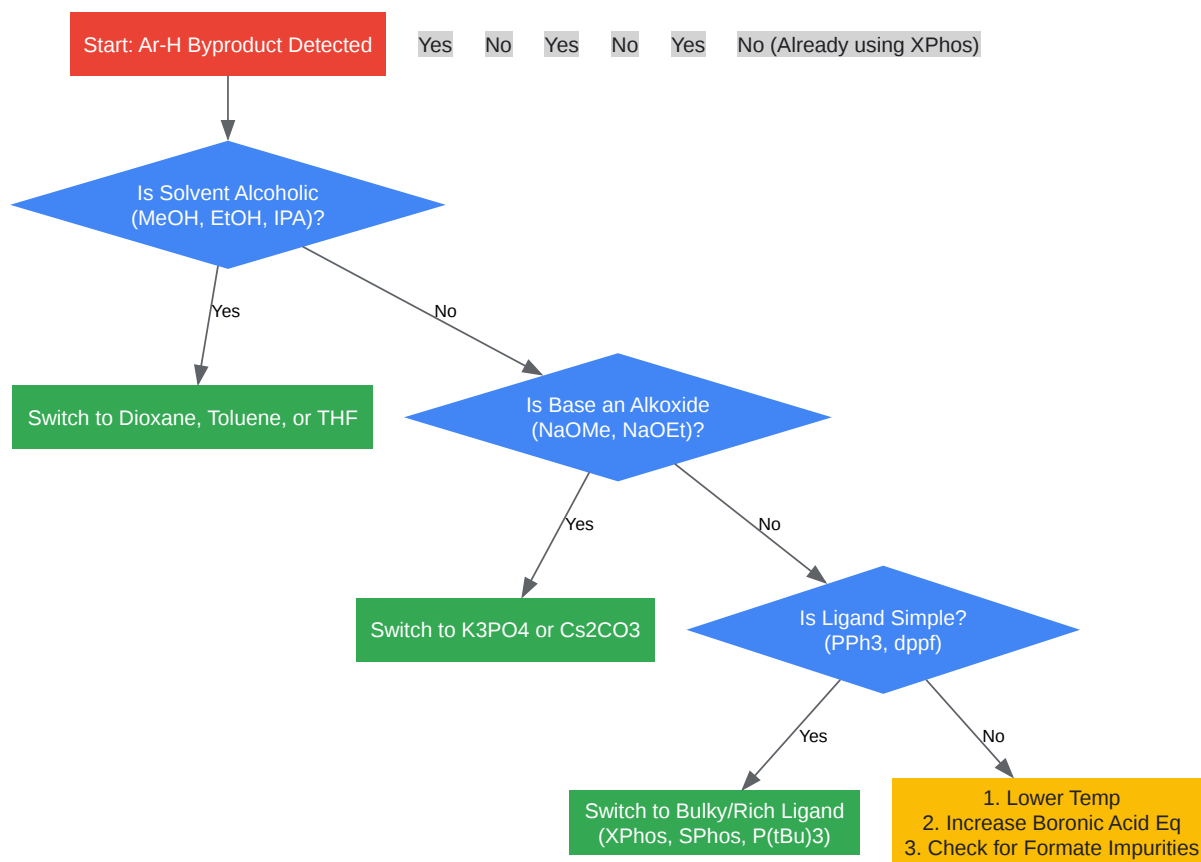 Start: Ar-H Byproduct Detected
Yes No Yes No Yes No (Already using XPhos)
Is Solvent Alcoholic
(MeOH, EtOH, IPA)?
Yes
No
Switch to Dioxane, Toluene, or THF
Is Base an Alkoxide
(NaOMe, NaOEt)?
Yes
No
Switch to K3PO4 or Cs2CO3
Is Ligand Simple?
(PPh3, dppf)
Yes
No
Switch to Bulky/Rich Ligand
(XPhos, SPhos, P(tBu)3)
1. Lower Temp
2. Increase Boronic Acid Eq
3. Check for Formate Impurities